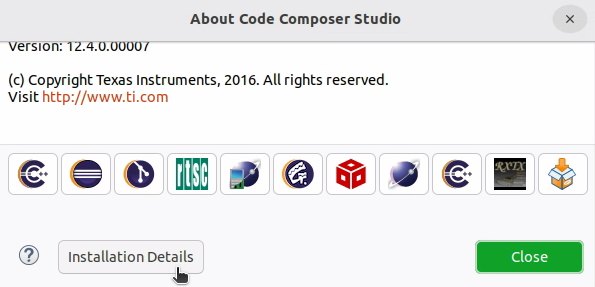 About Code Composer Studio
Version: 12.4.0.00007
(c) Copyright Texas Instruments, 2016. All rights reserved.
Visit http://www.ti.com
rtsc
RXTX
Installation Details
Close